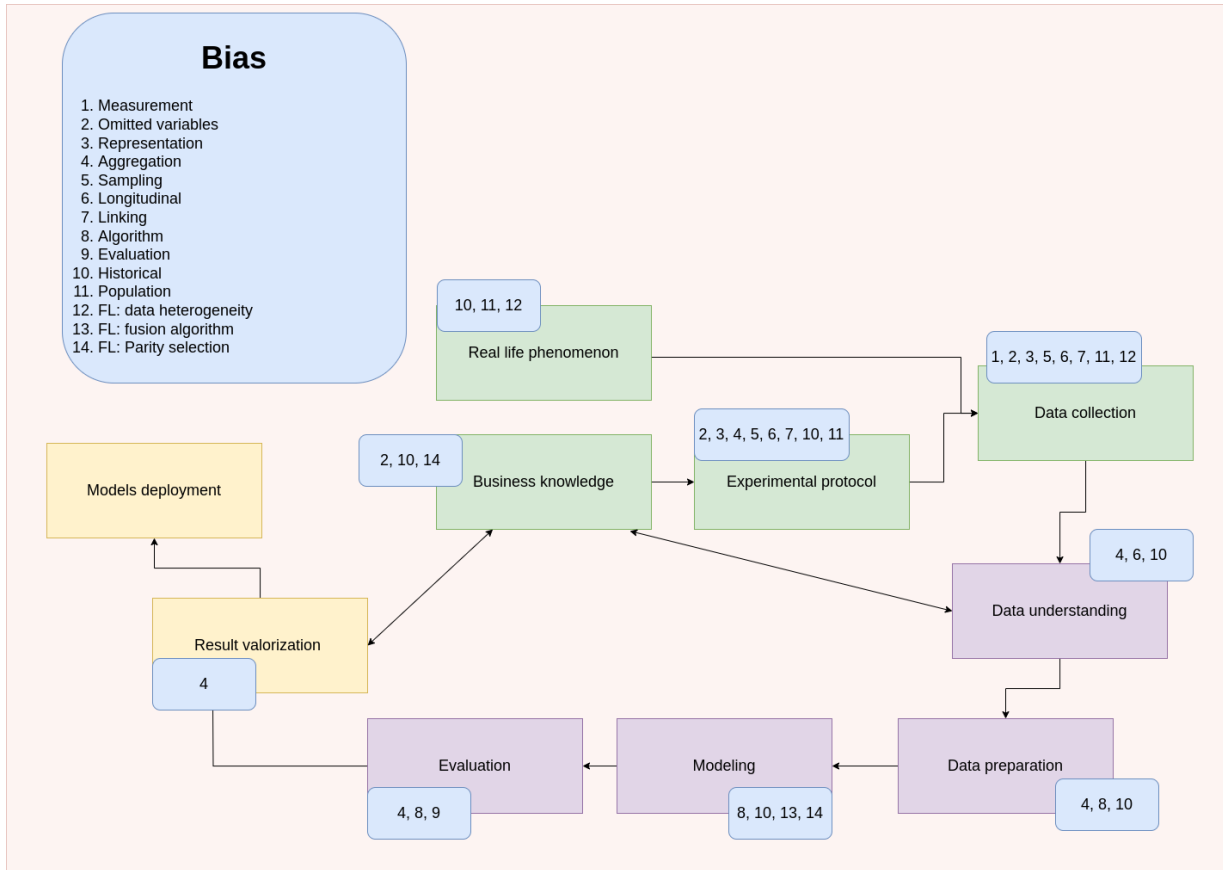 Bias
1. Measurement
2. Omitted variables
3. Representation
4. Aggregation
5. Sampling
6. Longitudinal
7. Linking
8. Algorithm
9. Evaluation
10. Historical
11. Population
12. FL: data heterogeneity
13. FL: fusion algorithm
14. FL: Parity selection
10, 11, 12
Real life phenomenon
1, 2, 3, 5, 6, 7, 11, 12
Data collection
2, 10, 14
Business knowledge
2, 3, 4, 5, 6, 7, 10, 11
Experimental protocol
Models deployment
4, 6, 10
Data understanding
Result valorization
4
Evaluation
4, 8, 9
Modeling
8, 10, 13, 14
Data preparation
4, 8, 10